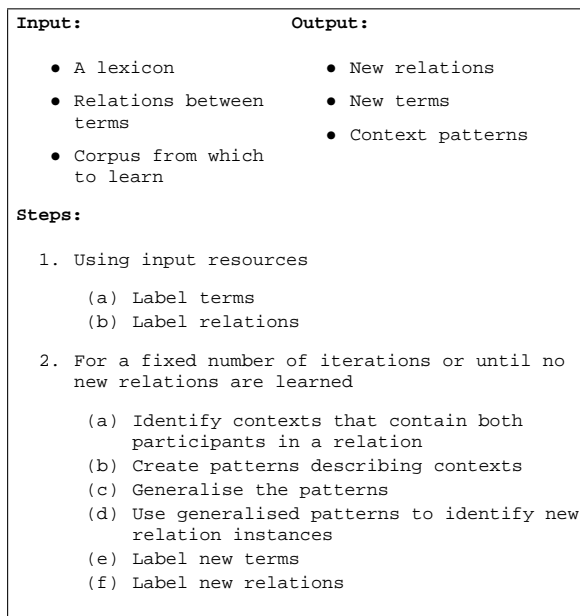 Input:
● A lexicon
● Relations between
terms
● Corpus from which
to learn
Output:
● New relations
● New terms
● Context patterns
Steps:
1. Using input resources
(a) Label terms
(b) Label relations
2. For a fixed number of iterations or until no
new relations are learned
(a) Identify contexts that contain both
participants in a relation
(b) Create patterns describing contexts
(c) Generalise the patterns
(d) Use generalised patterns to identify new
relation instances
(e) Label new terms
(f) Label new relations